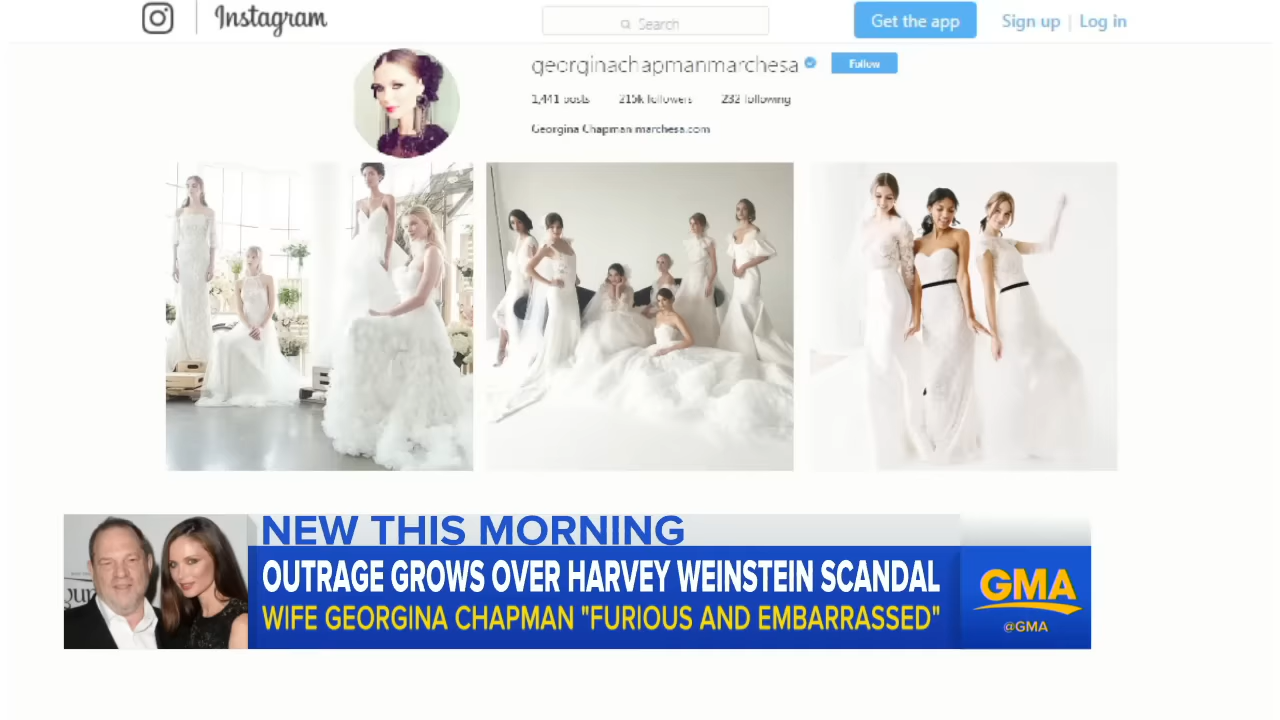 Instagram
Search
Get the app
Sign up | Log in
georginachapmanmarchesa
Follow
1,441 posts
215k followers
232 following
Georgina Chapman marchesa.com
NEW THIS MORNING
OUTRAGE GROWS OVER HARVEY WEINSTEIN SCANDAL
WIFE GEORGINA CHAPMAN "FURIOUS AND EMBARRASSED"
GMA
@GMA